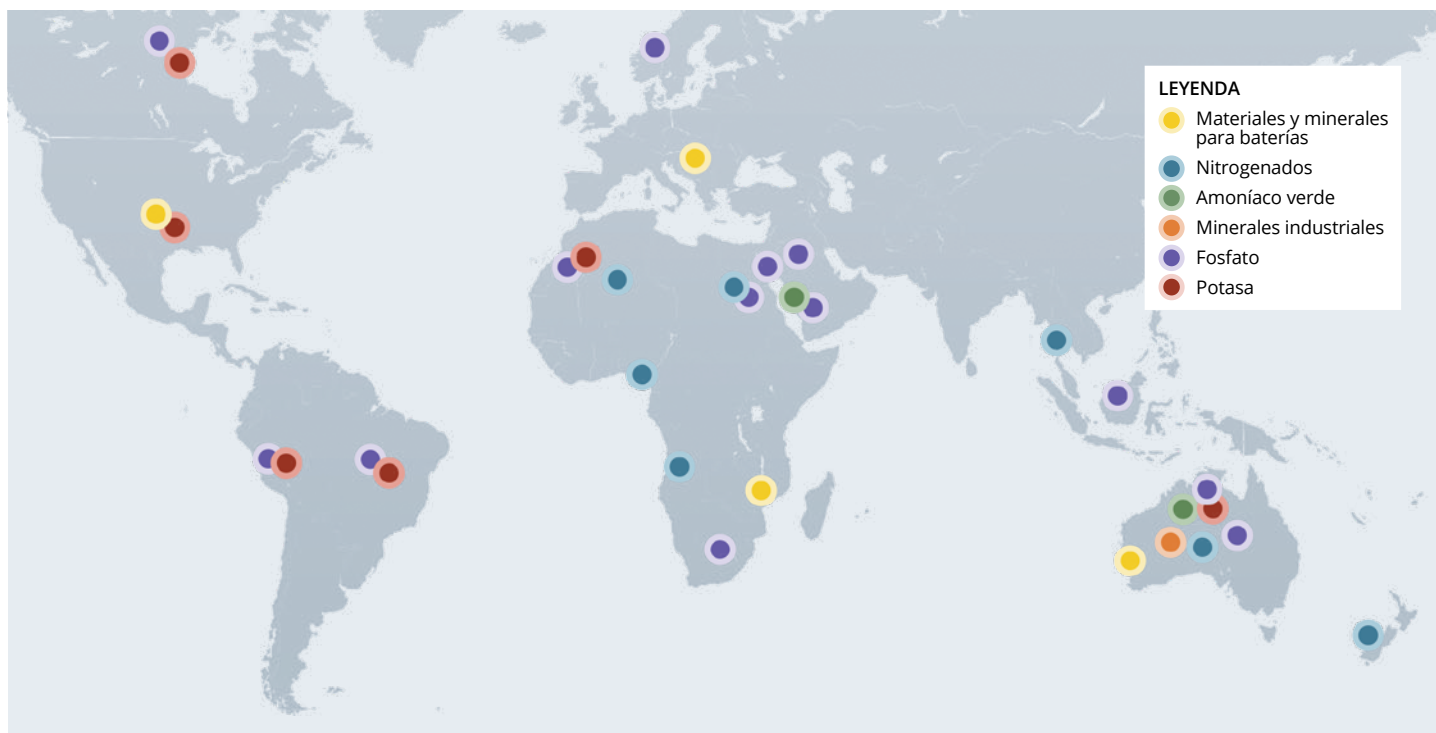 LEYENDA
Materiales y minerales
para baterías
Nitrogenados
Amoníaco verde
Minerales industriales
Fosfato
Potasa